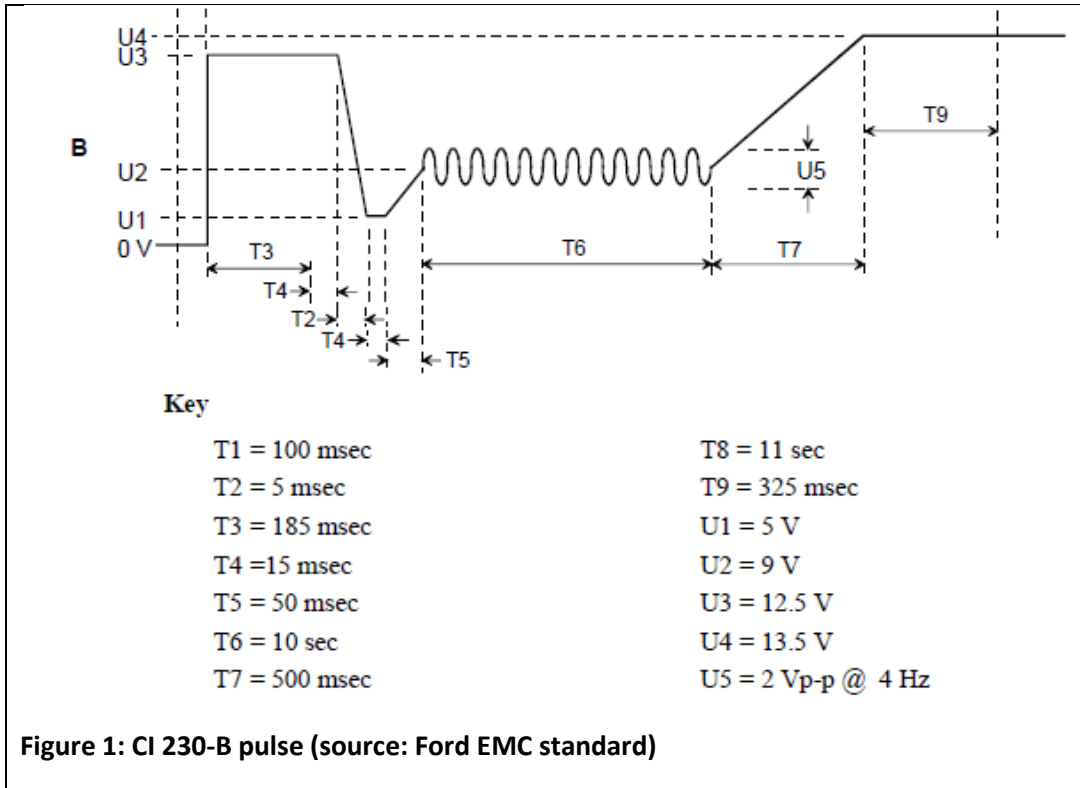 U4
U3
B
T9
U2
U5
U1
0 V
T3
T6
T7
T4
T2
T4
T5
Key
T1 = 100 msec
T2 = 5 msec
T3 = 185 msec
T4 =15 msec
T5 = 50 msec
T6 = 10 sec
T7 = 500 msec
T8 = 11 sec
T9 = 325 msec
U1 = 5 V
U2 = 9 V
U3 = 12.5 V
U4 = 13.5 V
U5 = 2 Vp-p @ 4 Hz
Figure 1: CI 230-B pulse (source: Ford EMC standard)